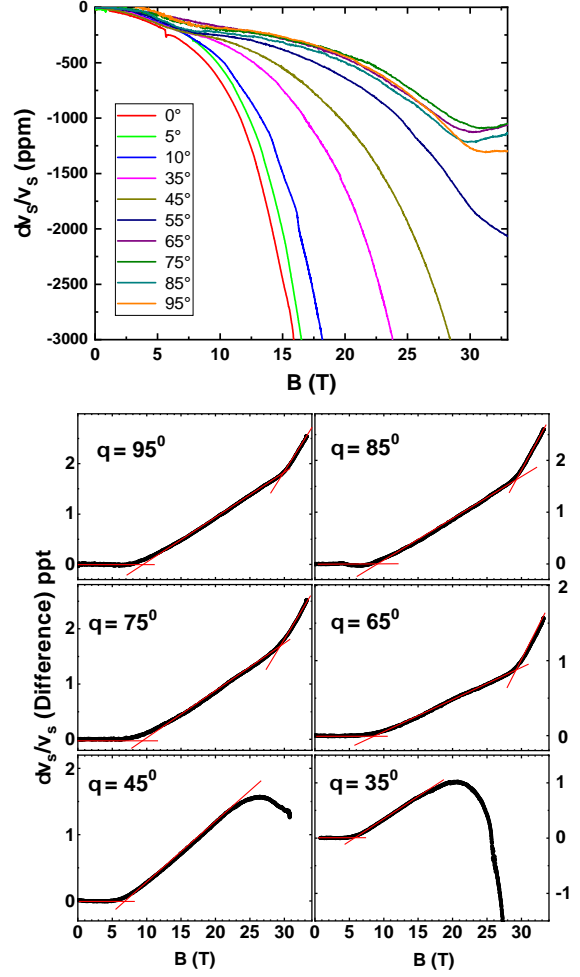 0
-500
-1000
-1500
-2000
-2500
-3000
dvₛ/vₛ (ppm)
0°
5°
10°
35°
45°
55°
65°
75°
85°
95°
0 5 10 15 20 25 30
B (T)
dvₛ/vₛ (Difference) ppt
q = 95⁰
2
1
0
q = 85⁰
2
1
0
q = 75⁰
2
1
0
q = 65⁰
2
1
0
q = 45⁰
2
1
0
q = 35⁰
1
0
-1
0 5 10 15 20 25 30
0 5 10 15 20 25 30
B (T)
B (T)